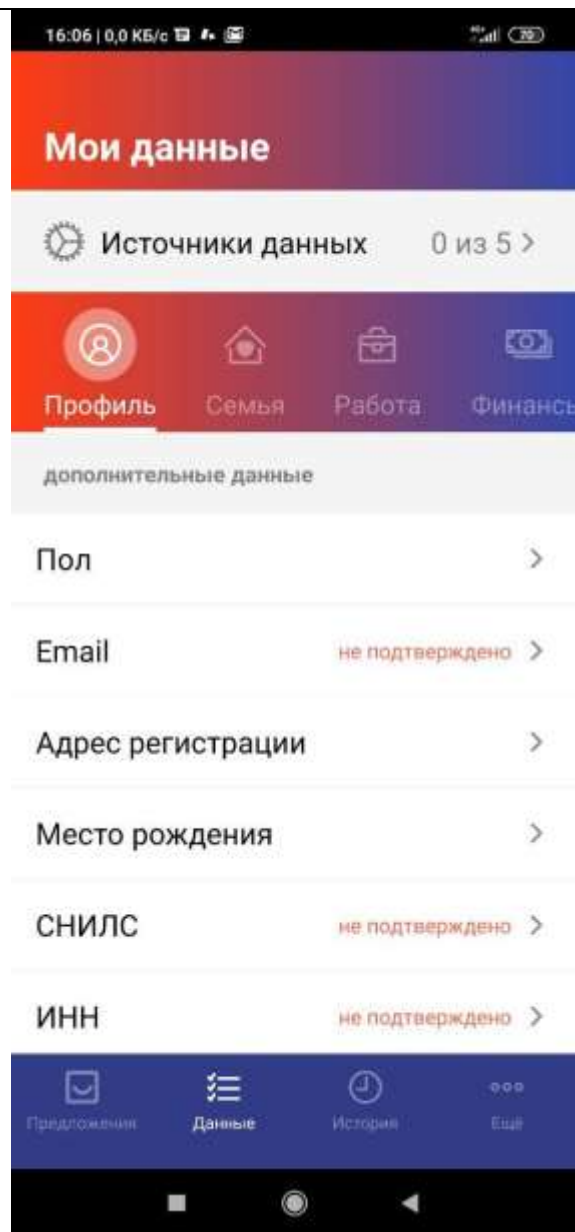 16:06 | 0,0 КБ/с
70
Мои данные
Источники данных 0 из 5 >
Профиль Семья Работа Финансы
дополнительные данные
Пол >
Email не подтверждено >
Адрес регистрации >
Место рождения >
СНИЛС не подтверждено >
ИНН не подтверждено >
Предложения Данные История Ещё